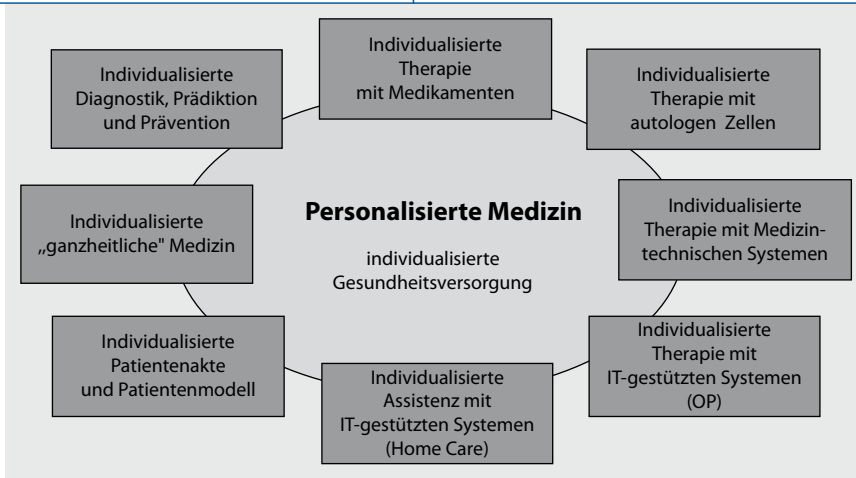 Individualisierte
Therapie
mit Medikamenten
Individualisierte
Diagnostik, Prädiktion
und Prävention
Individualisierte
Therapie mit
autologen Zellen
Individualisierte
„ganzheitliche" Medizin
Personalisierte Medizin
individualisierte
Gesundheitsversorgung
Individualisierte
Therapie mit Medizin-
technischen Systemen
Individualisierte
Patientenakte
und Patientenmodell
Individualisierte
Assistenz mit
IT-gestützten Systemen
(Home Care)
Individualisierte
Therapie mit
IT-gestützten Systemen
(OP)